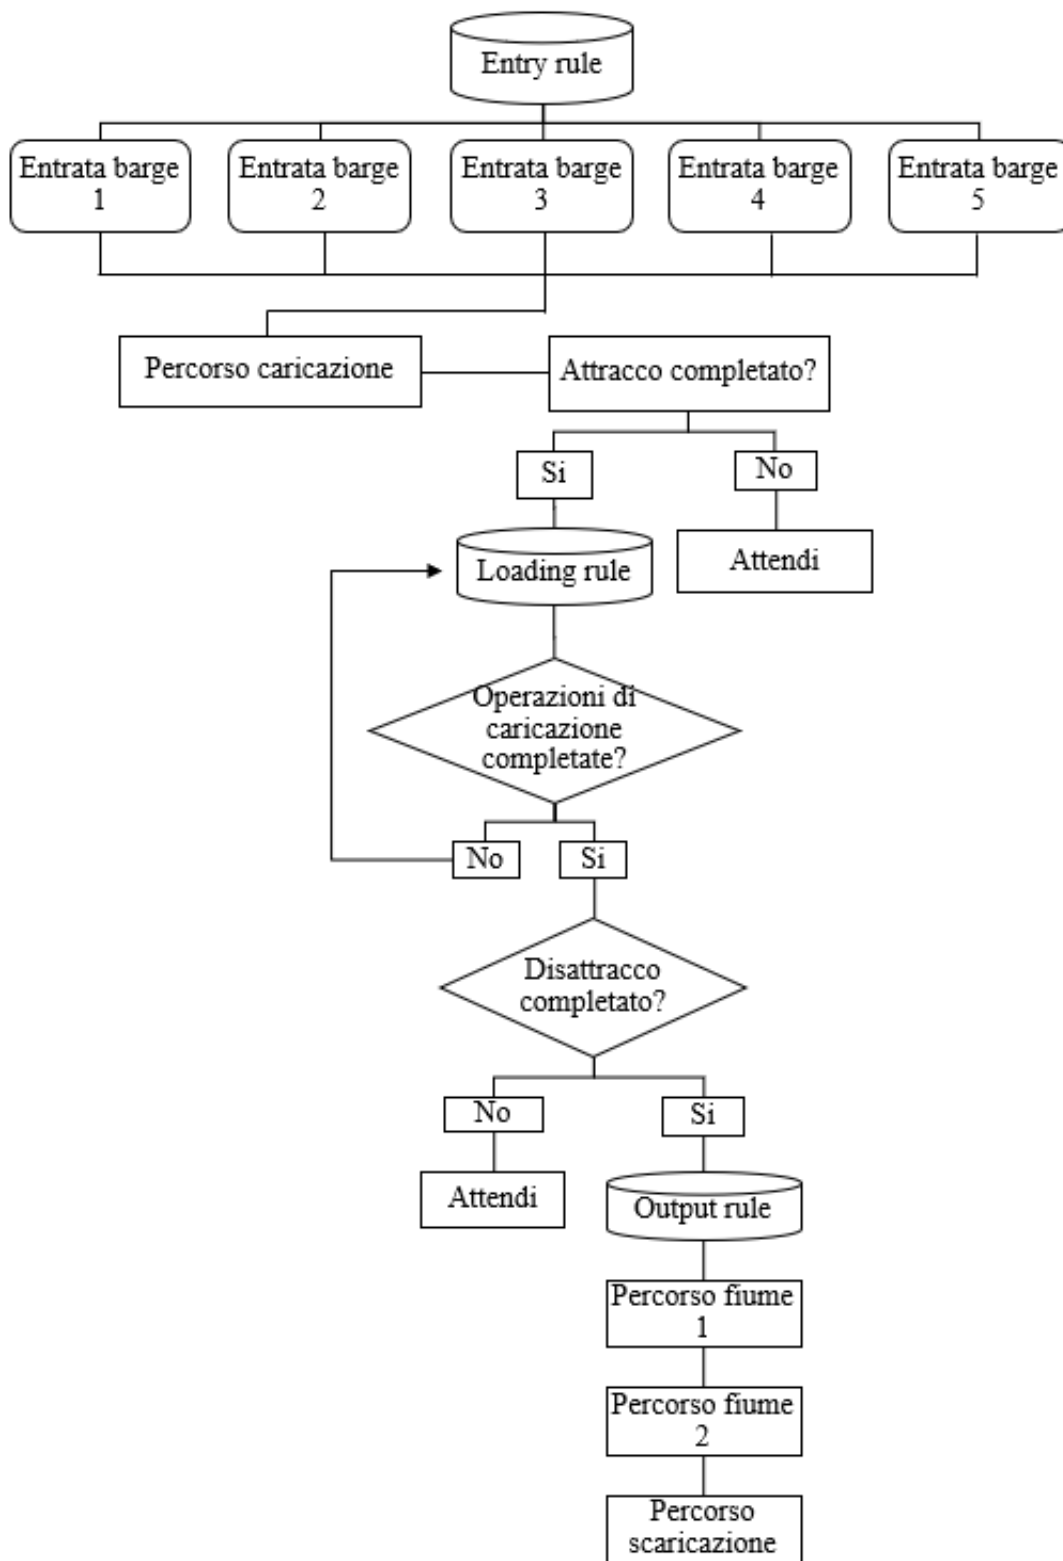 Entry rule
Entrata barge
1
Entrata barge
2
Entrata barge
3
Entrata barge
4
Entrata barge
5
Percorso caricazione
Attracco completato?
Si
No
Attendi
Loading rule
Operazioni di
caricazione
completate?
No
Si
Disattracco
completato?
No
Si
Attendi
Output rule
Percorso fiume
1
Percorso fiume
2
Percorso
scaricazione